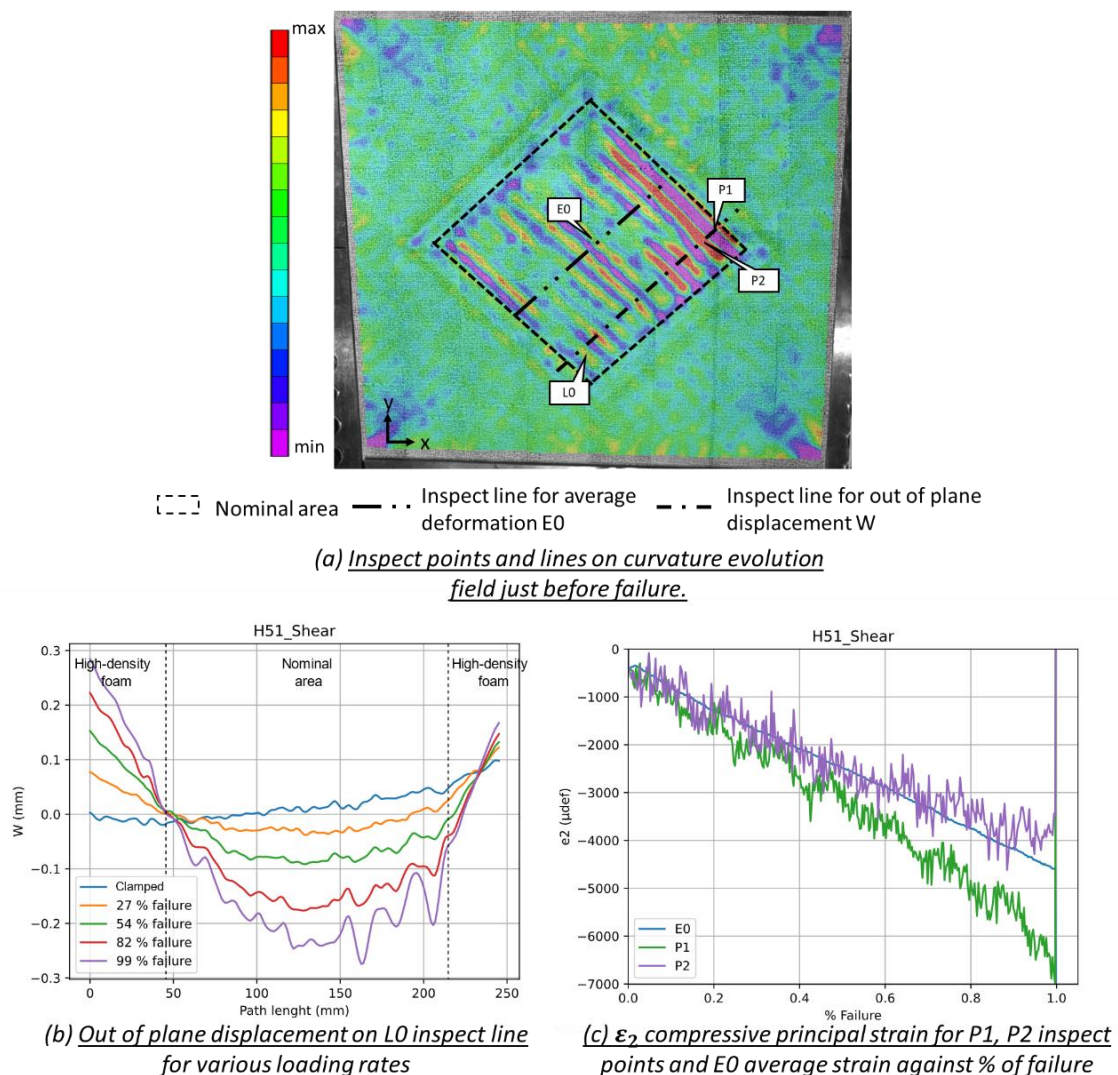 max
min
P1
E0
P2
L0
y
x
Nominal area
Inspect line for average
deformation E0
Inspect line for out of plane
displacement W
(a) Inspect points and lines on curvature evolution
field just before failure.
H51_Shear
0.3
0.2
0.1
0.0
−0.1
−0.2
−0.3
W (mm)
High-density
foam
Nominal
area
High-density
foam
Clamped
27 % failure
54 % failure
82 % failure
99 % failure
0
50
100
150
200
250
Path lenght (mm)
(b) Out of plane displacement on L0 inspect line
for various loading rates
H51_Shear
0
−1000
−2000
−3000
−4000
−5000
−6000
−7000
e2 (μdef)
E0
P1
P2
0.0
0.2
0.4
0.6
0.8
1.0
% Failure
(c) ε₂ compressive principal strain for P1, P2 inspect
points and E0 average strain against % of failure